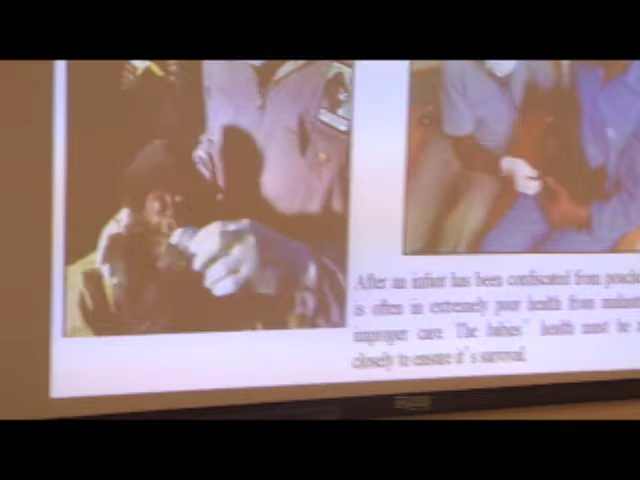 After an infant has been confiscated from
is often in extremely poor health from
improper care. The babies' health must be
closely to ensure it's survival.